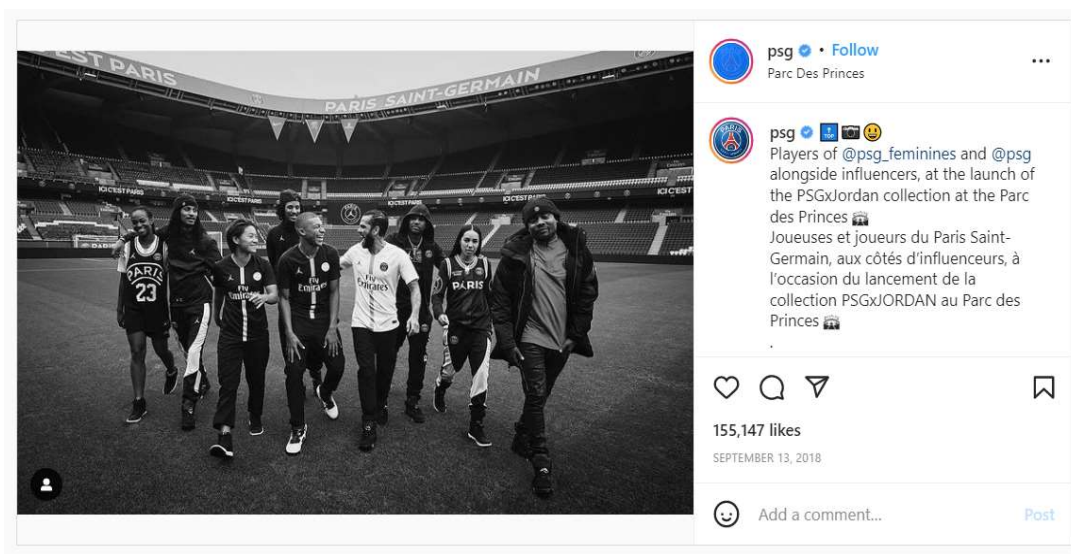 EST PARIS
PARIS SAINT-GERMAIN
ICI C'EST PARIS
ICI C'EST PARIS
ICI C'EST PARIS
ICI C'EST
PARIS
23
Fly
Emirates
Fly
Emirates
Fly
Emirates
PARIS
psg • Follow
Parc Des Princes
psg 🔝📷😀
Players of @psg_feminines and @psg
alongside influencers, at the launch of
the PSGxJordan collection at the Parc
des Princes 🏟
Joueuses et joueurs du Paris Saint-
Germain, aux côtés d'influenceurs, à
l'occasion du lancement de la
collection PSGxJORDAN au Parc des
Princes 🏟
.
155,147 likes
SEPTEMBER 13, 2018
Add a comment... Post